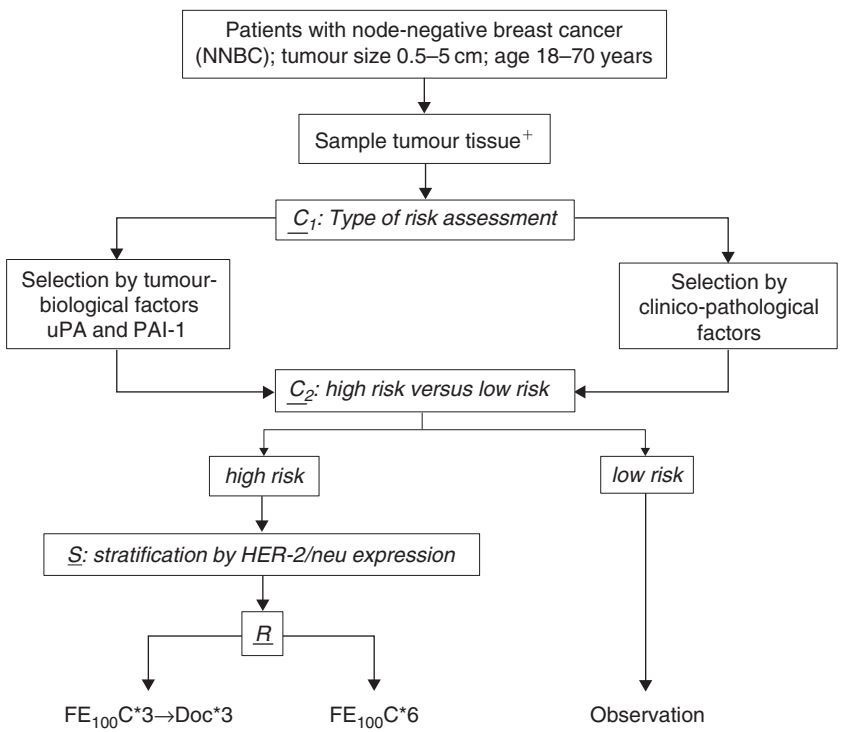 Patients with node-negative breast cancer
(NNBC); tumour size 0.5–5 cm; age 18–70 years
Sample tumour tissue⁺
C₁: Type of risk assessment
Selection by tumour-
biological factors
uPA and PAI-1
Selection by
clinico-pathological
factors
C₂: high risk versus low risk
high risk
low risk
S: stratification by HER-2/neu expression
R
FE₁₀₀C*3→Doc*3
FE₁₀₀C*6
Observation